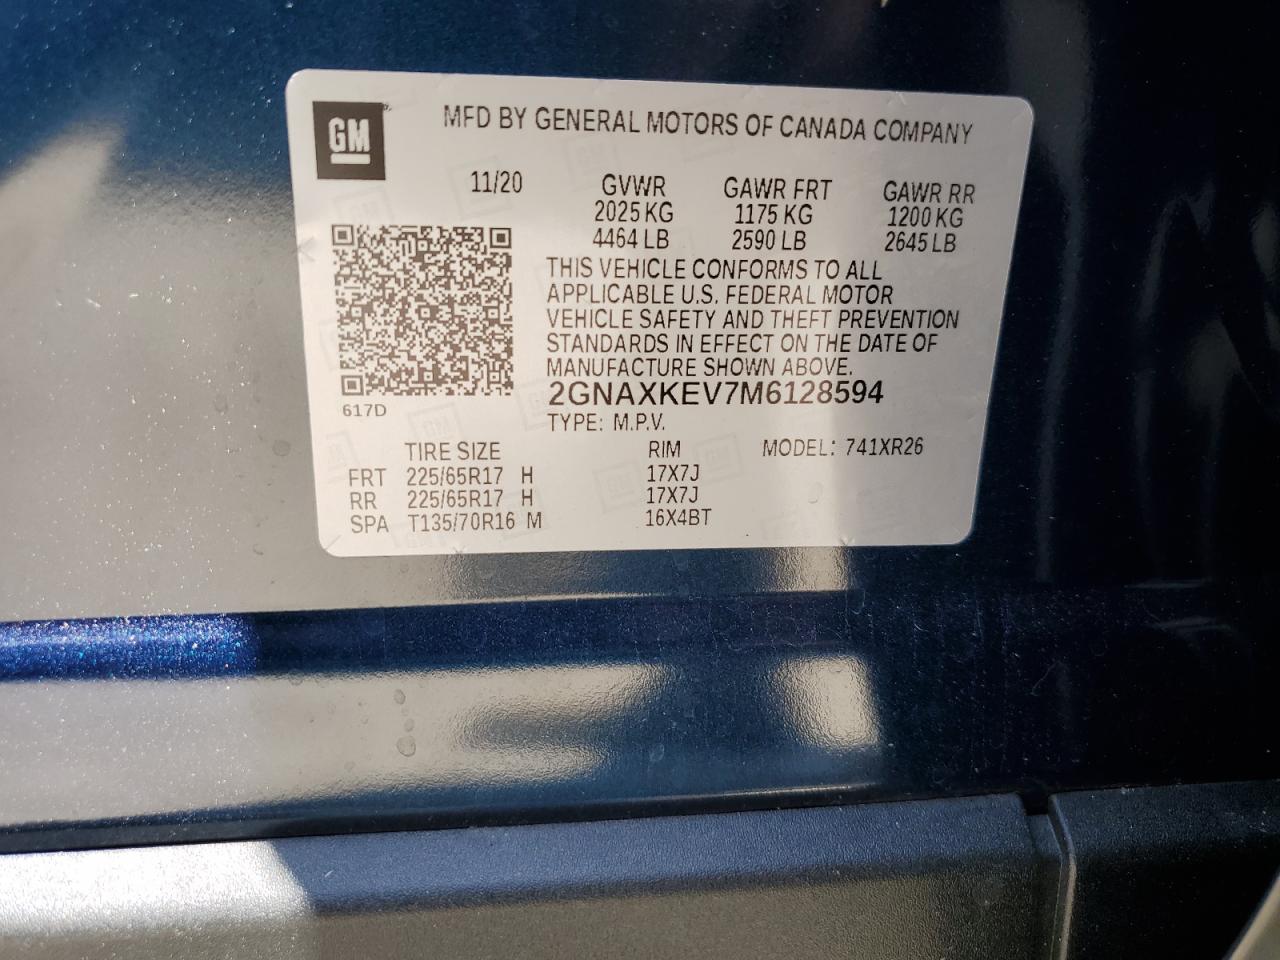 GM
MFD BY GENERAL MOTORS OF CANADA COMPANY
11/20 GVWR GAWR FRT GAWR RR
2025 KG 1175 KG 1200 KG
4464 LB 2590 LB 2645 LB
THIS VEHICLE CONFORMS TO ALL
APPLICABLE U.S. FEDERAL MOTOR
VEHICLE SAFETY AND THEFT PREVENTION
STANDARDS IN EFFECT ON THE DATE OF
MANUFACTURE SHOWN ABOVE.
2GNAXKEV7M6128594
617D
TYPE: M.P.V.
TIRE SIZE RIM MODEL: 741XR26
FRT 225/65R17 H 17X7J
RR 225/65R17 H 17X7J
SPA T135/70R16 M 16X4BT